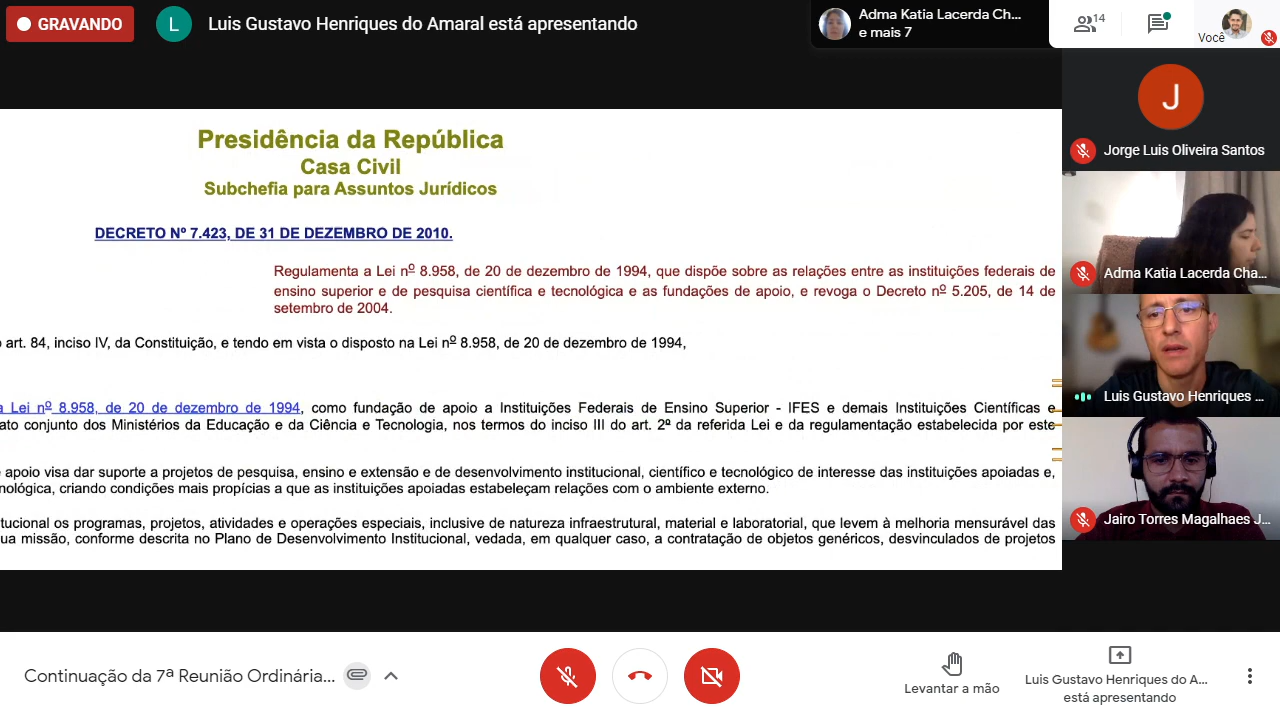 GRAVANDO
L
Luis Gustavo Henriques do Amaral está apresentando
Adma Katia Lacerda Ch...
e mais 7
14
Você
Presidência da República
Casa Civil
Subchefia para Assuntos Jurídicos
DECRETO Nº 7.423, DE 31 DE DEZEMBRO DE 2010.
Regulamenta a Lei nº 8.958, de 20 de dezembro de 1994, que dispõe sobre as relações entre as instituições federais de
ensino superior e de pesquisa científica e tecnológica e as fundações de apoio, e revoga o Decreto nº 5.205, de 14 de
setembro de 2004.
o art. 84, inciso IV, da Constituição, e tendo em vista o disposto na Lei nº 8.958, de 20 de dezembro de 1994,
a Lei nº 8.958, de 20 de dezembro de 1994, como fundação de apoio a Instituições Federais de Ensino Superior - IFES e demais Instituições Científicas e
ato conjunto dos Ministérios da Educação e da Ciência e Tecnologia, nos termos do inciso III do art. 2º da referida Lei e da regulamentação estabelecida por este
e apoio visa dar suporte a projetos de pesquisa, ensino e extensão e de desenvolvimento institucional, científico e tecnológico de interesse das instituições apoiadas e,
nológica, criando condições mais propícias a que as instituições apoiadas estabeleçam relações com o ambiente externo.
tucional os programas, projetos, atividades e operações especiais, inclusive de natureza infraestrutural, material e laboratorial, que levem à melhoria mensurável das
ua missão, conforme descrita no Plano de Desenvolvimento Institucional, vedada, em qualquer caso, a contratação de objetos genéricos, desvinculados de projetos
J
Jorge Luis Oliveira Santos
Adma Katia Lacerda Cha...
Luis Gustavo Henriques ...
Jairo Torres Magalhaes J...
Continuação da 7ª Reunião Ordinária...
Levantar a mão
Luis Gustavo Henriques do A...
está apresentando